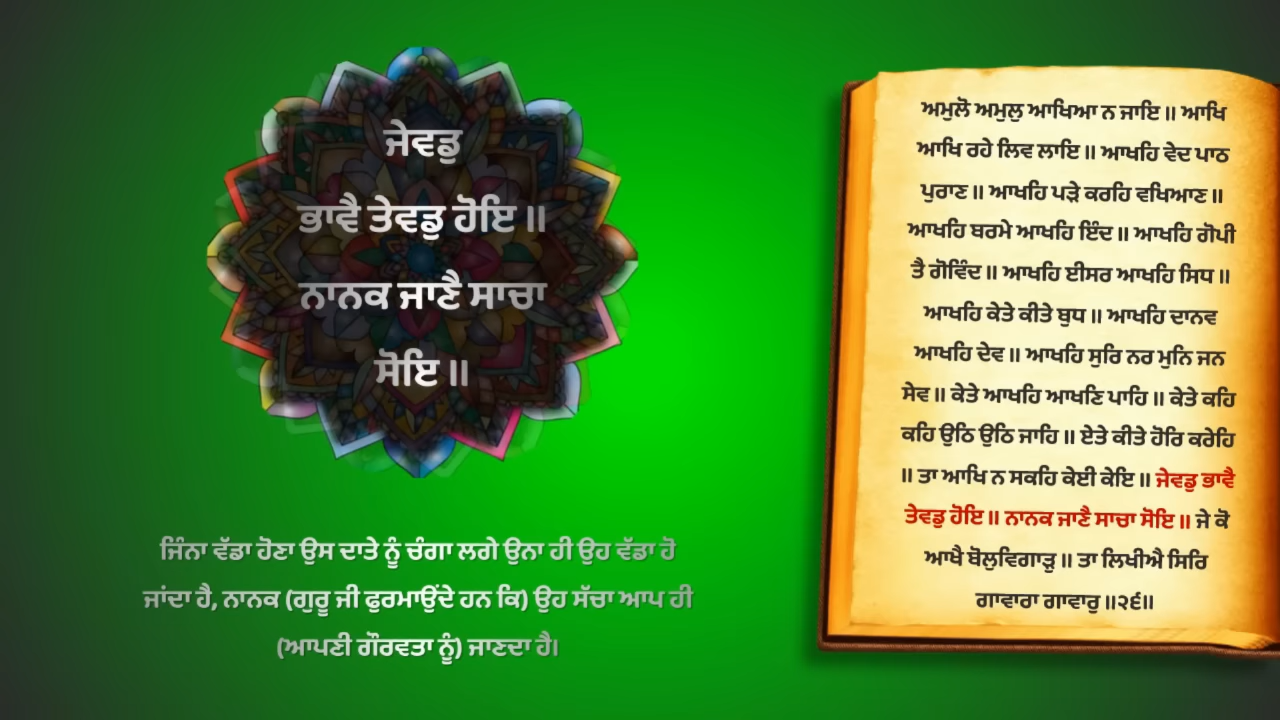 ਜੇਵਡੁ
ਭਾਵੈ ਤੇਵਡੁ ਹੋਇ ॥
ਨਾਨਕ ਜਾਣੈ ਸਾਚਾ
ਸੋਇ ॥
ਜਿੰਨਾ ਵੱਡਾ ਹੋਣਾ ਉਸ ਦਾਤੇ ਨੂੰ ਚੰਗਾ ਲਗੇ ਉਨਾ ਹੀ ਉਹ ਵੱਡਾ ਹੋ
ਜਾਂਦਾ ਹੈ, ਨਾਨਕ (ਗੁਰੂ ਜੀ ਫੁਰਮਾਉਂਦੇ ਹਨ ਕਿ) ਉਹ ਸੱਚਾ ਆਪ ਹੀ
(ਆਪਣੀ ਗੌਰਵਤਾ ਨੂੰ) ਜਾਣਦਾ ਹੈ।
ਅਮੁਲੋ ਅਮੁਲੁ ਆਖਿਆ ਨ ਜਾਇ ॥ ਆਖਿ
ਆਖਿ ਰਹੇ ਲਿਵ ਲਾਇ ॥ ਆਖਹਿ ਵੇਦ ਪਾਠ
ਪੁਰਾਣ ॥ ਆਖਹਿ ਪੜੇ ਕਰਹਿ ਵਖਿਆਣ ॥
ਆਖਹਿ ਬਰਮੇ ਆਖਹਿ ਇੰਦ ॥ ਆਖਹਿ ਗੋਪੀ
ਤੈ ਗੋਵਿੰਦ ॥ ਆਖਹਿ ਈਸਰ ਆਖਹਿ ਸਿਧ ॥
ਆਖਹਿ ਕੇਤੇ ਕੀਤੇ ਬੁਧ ॥ ਆਖਹਿ ਦਾਨਵ
ਆਖਹਿ ਦੇਵ ॥ ਆਖਹਿ ਸੁਰਿ ਨਰ ਮੁਨਿ ਜਨ
ਸੇਵ ॥ ਕੇਤੇ ਆਖਹਿ ਆਖਣਿ ਪਾਹਿ ॥ ਕੇਤੇ ਕਹਿ
ਕਹਿ ਉਠਿ ਉਠਿ ਜਾਹਿ ॥ ਏਤੇ ਕੀਤੇ ਹੋਰਿ ਕਰੇਹਿ
॥ ਤਾ ਆਖਿ ਨ ਸਕਹਿ ਕੇਈ ਕੇਇ ॥ ਜੇਵਡੁ ਭਾਵੈ
ਤੇਵਡੁ ਹੋਇ ॥ ਨਾਨਕ ਜਾਣੈ ਸਾਚਾ ਸੋਇ ॥ ਜੇ ਕੋ
ਆਖੈ ਬੋਲੁਵਿਗਾੜੁ ॥ ਤਾ ਲਿਖੀਐ ਸਿਰਿ
ਗਾਵਾਰਾ ਗਾਵਾਰੁ ॥੨੬॥